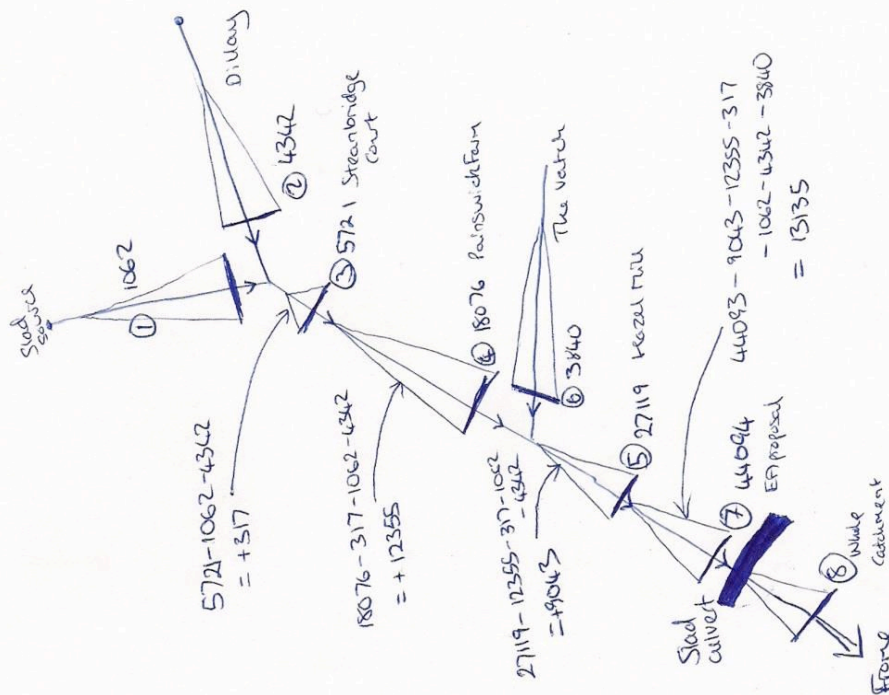 Slad
source
① 1062
Dillay
② 4342
③ 5721 Steanbridge
Court
5721-1062-4342
= +317
④ 18076 Painswick Farm
18076-317-1062-4342
= +12355
The Vatch
⑥ 3840
27119-12355-317-1062
-4342
= +9043
⑤ 27119 Hazel Mill
44093-9043-12355-317
-1062-4342-3840
= 13135
⑦ 44094
EA proposal
Slad
culvert
⑧ Whole
Catchment
Frome